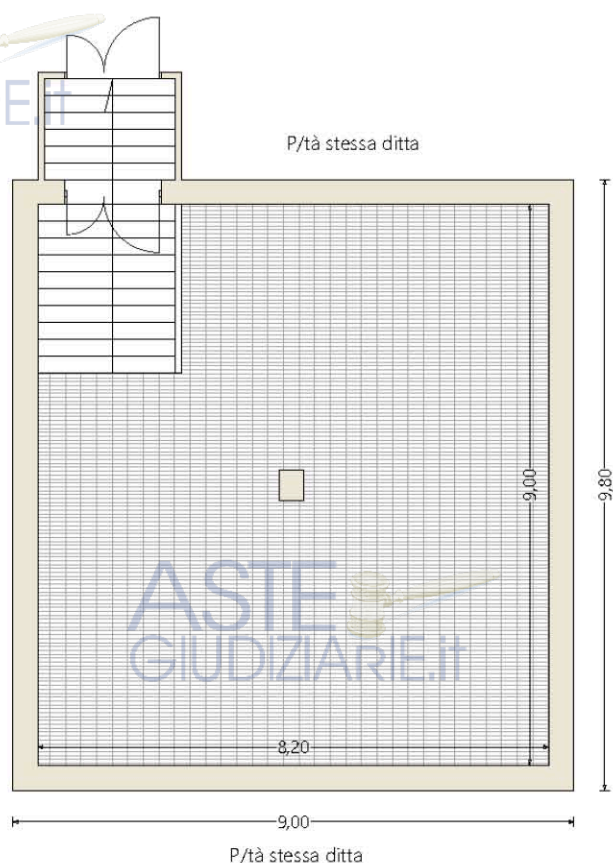 E.it
P/tà stessa ditta
9,00
9,80
ASTE
GIUDIZIARIE.it
8,20
9,00
P/tà stessa ditta